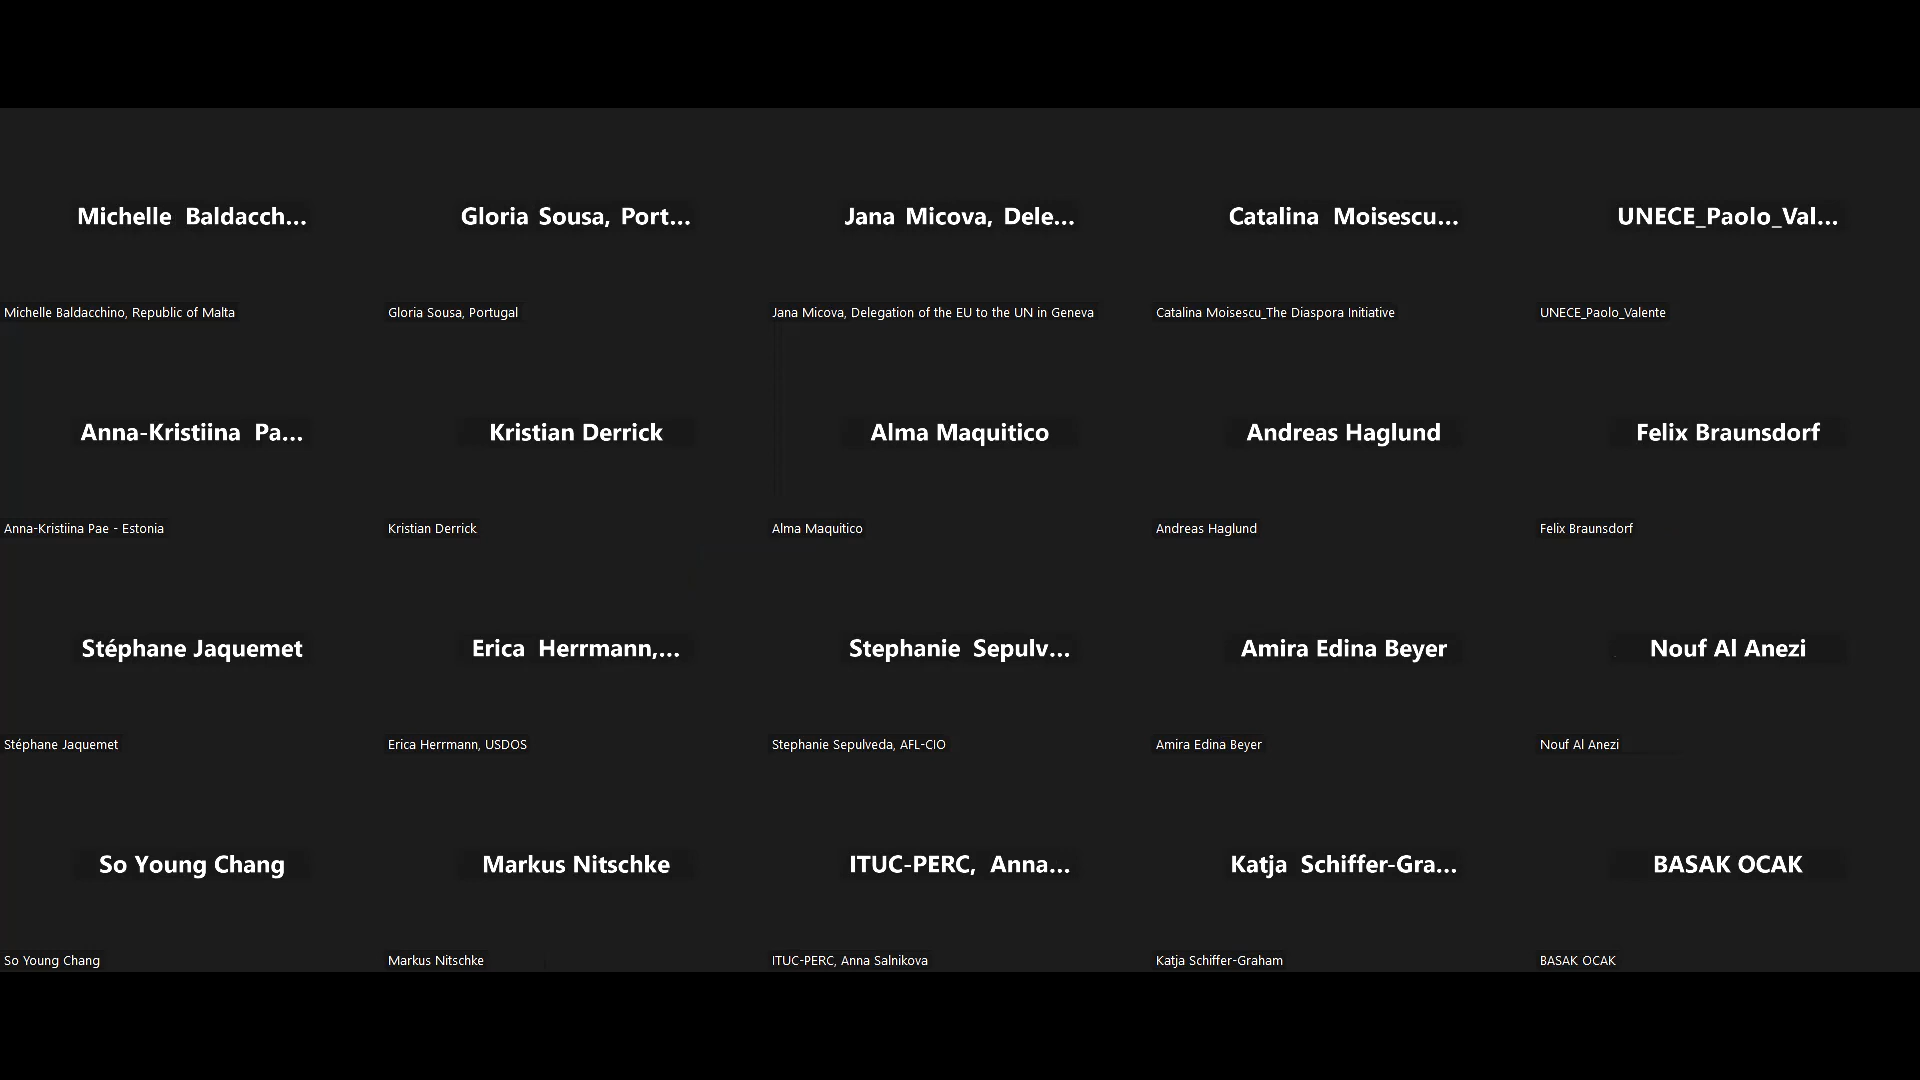 Michelle Baldacch...
Gloria Sousa, Port...
Jana Micova, Dele...
Catalina Moisescu...
UNECE_Paolo_Val...
Michelle Baldacchino, Republic of Malta
Gloria Sousa, Portugal
Jana Micova, Delegation of the EU to the UN in Geneva
Catalina Moisescu_The Diaspora Initiative
UNECE_Paolo_Valente
Anna-Kristiina Pa...
Kristian Derrick
Alma Maquitico
Andreas Haglund
Felix Braunsdorf
Anna-Kristiina Pae - Estonia
Kristian Derrick
Alma Maquitico
Andreas Haglund
Felix Braunsdorf
Stéphane Jaquemet
Erica Herrmann,...
Stephanie Sepulv...
Amira Edina Beyer
Nouf Al Anezi
Stéphane Jaquemet
Erica Herrmann, USDOS
Stephanie Sepulveda, AFL-CIO
Amira Edina Beyer
Nouf Al Anezi
So Young Chang
Markus Nitschke
ITUC-PERC, Anna...
Katja Schiffer-Gra...
BASAK OCAK
So Young Chang
Markus Nitschke
ITUC-PERC, Anna Salnikova
Katja Schiffer-Graham
BASAK OCAK